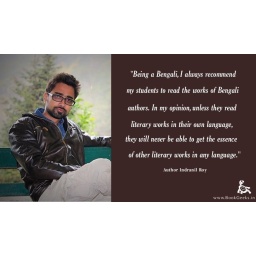 "Being a Bengali, I always recommend
my students to read the works of Bengali
authors. In my opinion, unless they read
literary works in their own language,
they will never be able to get the essence
of other literary works in any language."
Author Indranil Roy
www.BookGeeks.in